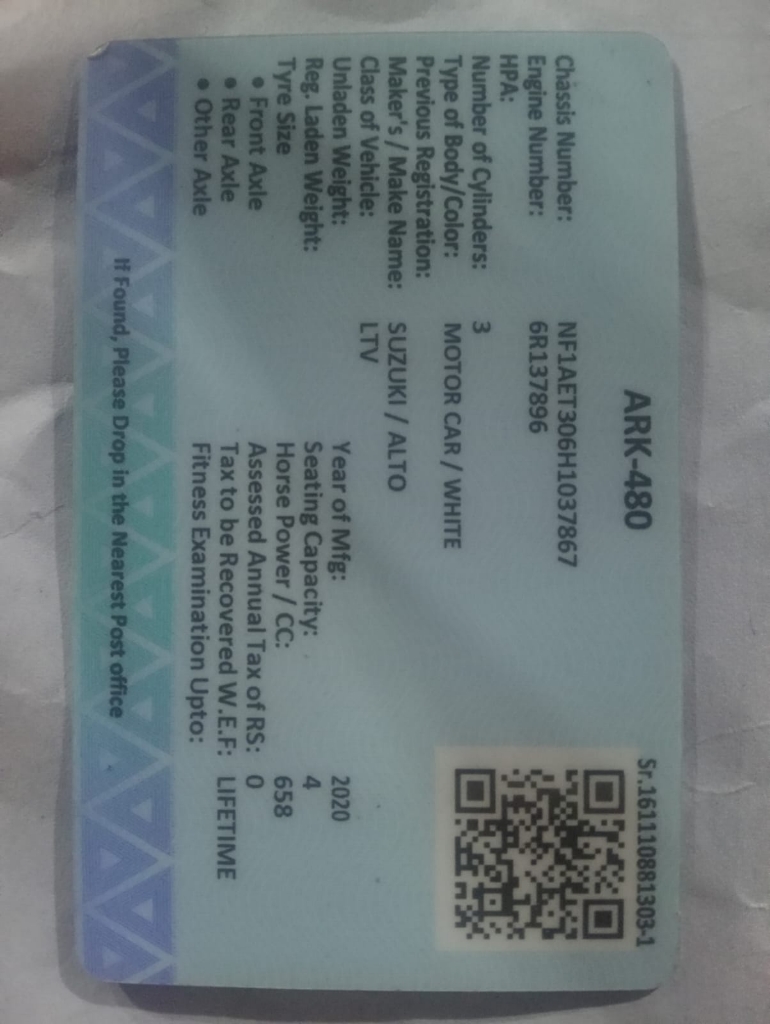 Sr.161110881303-1
ARK-480
Chassis Number: NF1AET306H1037867
Engine Number: 6R137896
HPA:
Number of Cylinders: 3
Type of Body/Color: MOTOR CAR / WHITE
Previous Registration:
Maker's / Make Name: SUZUKI / ALTO
Class of Vehicle: LTV
Unladen Weight: Year of Mfg: 2020
Reg. Laden Weight: Seating Capacity: 4
Tyre Size Horse Power / CC: 658
• Front Axle Assessed Annual Tax of RS: 0
• Rear Axle Tax to be Recovered W.E.F: LIFETIME
• Other Axle Fitness Examination Upto:
If Found, Please Drop in the Nearest Post office